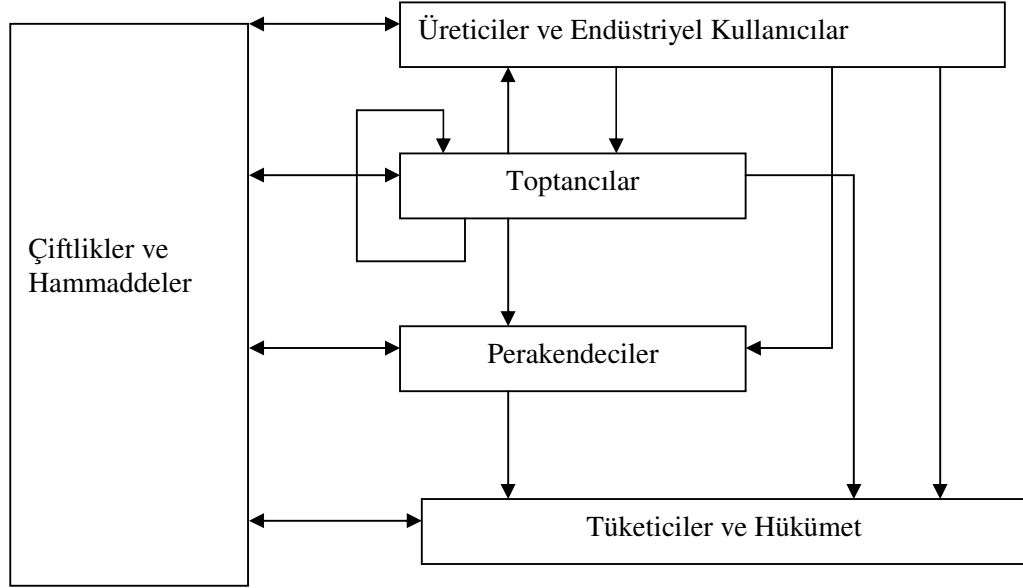 Üreticiler ve Endüstriyel Kullanıcılar
Toptancılar
Çiftlikler ve
Hammaddeler
Perakendeciler
Tüketiciler ve Hükümet